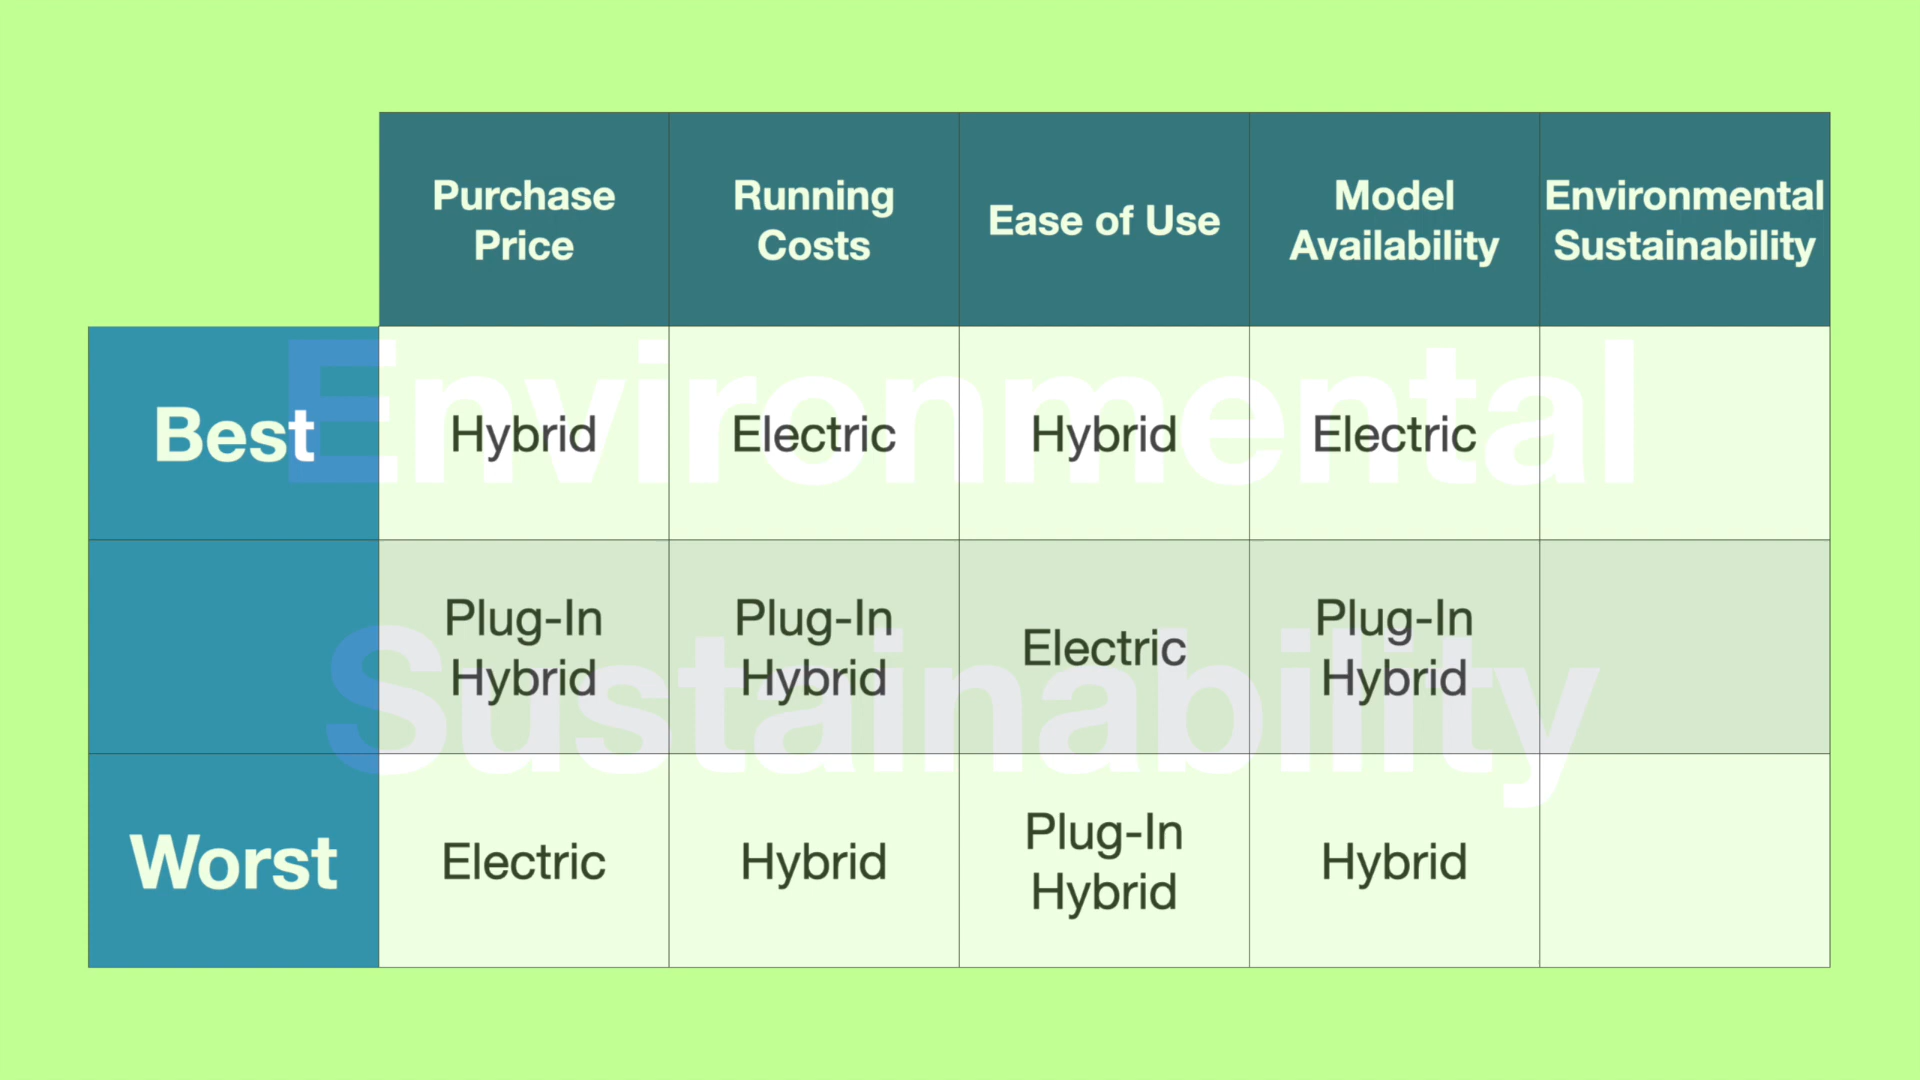 Purchase
Price
Running
Costs
Ease of Use
Model
Availability
Environmental
Sustainability
Environmental
Best
Hybrid
Electric
Hybrid
Electric
Plug-In
Hybrid
Plug-In
Hybrid
Electric
Plug-In
Hybrid
Sustainability
Worst
Electric
Hybrid
Plug-In
Hybrid
Hybrid